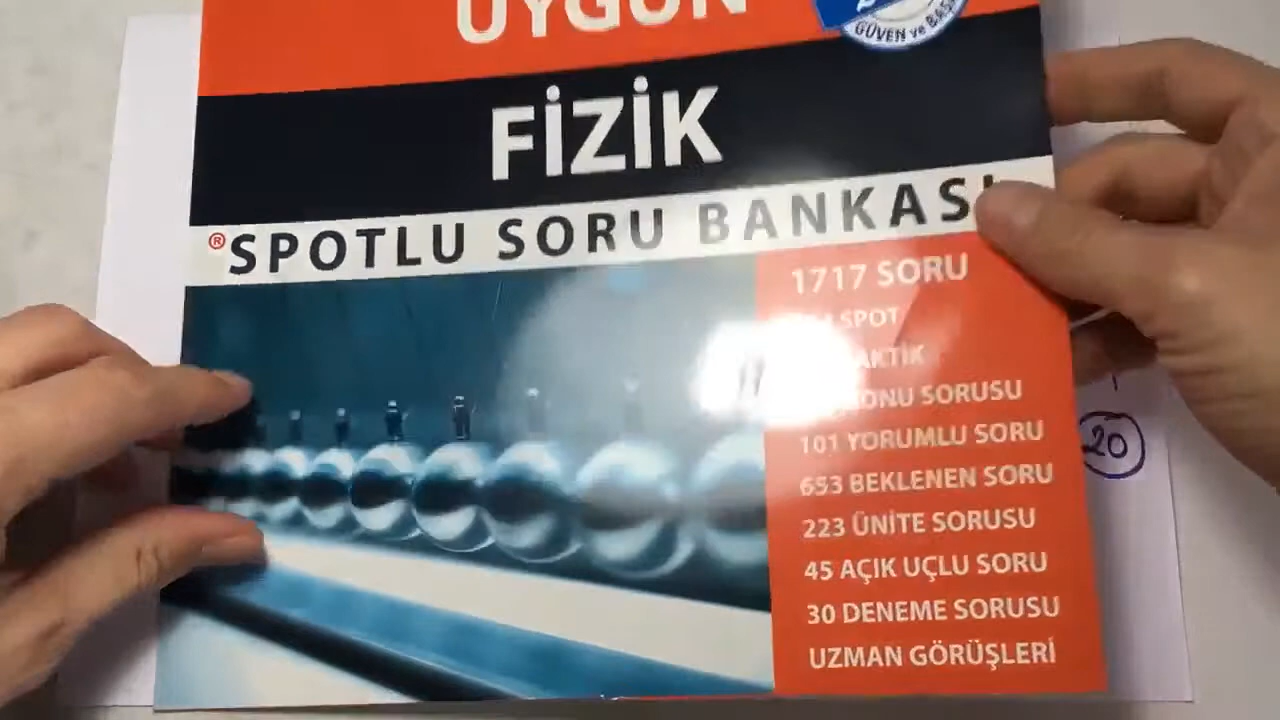 UYGUN
GÜVEN ve
FİZİK
®SPOTLU SORU BANKASI
1717 SORU
SPOT
SORUSU
101 YORUMLU SORU
653 BEKLENEN SORU
20
223 ÜNİTE SORUSU
45 AÇIK UÇLU SORU
30 DENEME SORUSU
UZMAN GÖRÜŞLERİ